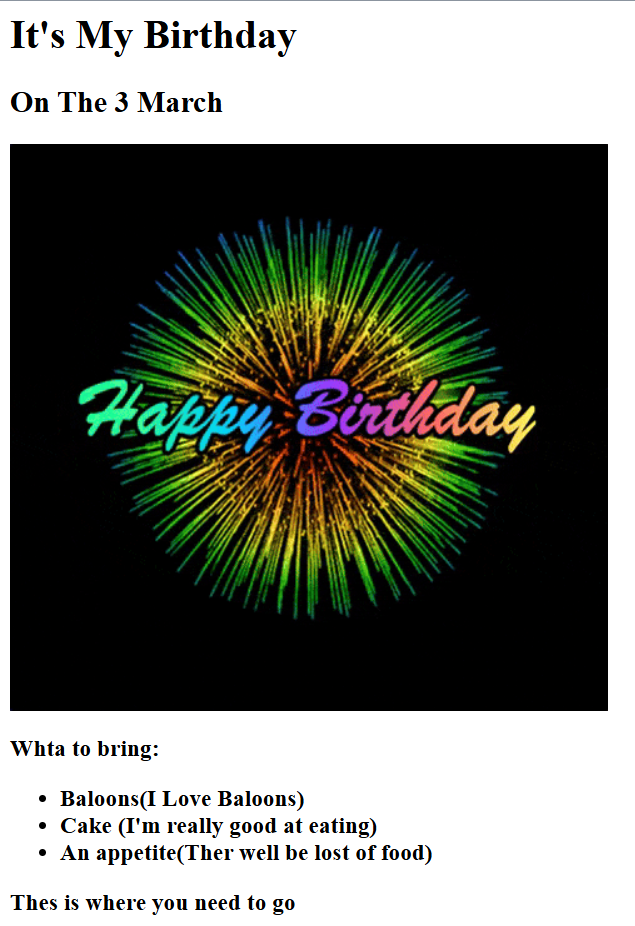 It's My Birthday
On The 3 March
Happy Birthday
Whta to bring:
Baloons(I Love Baloons)
Cake (I'm really good at eating)
An appetite(Ther well be lost of food)
Thes is where you need to go